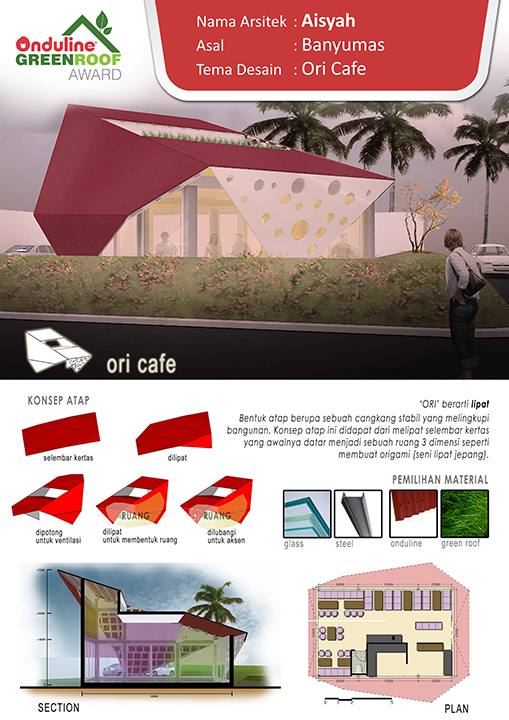 Onduline®
GREENROOF
AWARD
Nama Arsitek : Aisyah
Asal : Banyumas
Tema Desain : Ori Cafe
ori cafe
KONSEP ATAP
selembar kertas
dilipat
"ORI" berarti lipat
Bentuk atap berupa sebuah cangkang stabil yang melingkupi
bangunan. Konsep atap ini didapat dari melipat selembar kertas
yang awalnya datar menjadi sebuah ruang 3 dimensi seperti
membuat origami (seni lipat jepang).
dipotong
untuk ventilasi
RUANG
dilipat
untuk membentuk ruang
RUANG
dilubangi
untuk aksen
PEMILIHAN MATERIAL
glass
steel
onduline
green roof
SECTION
PLAN